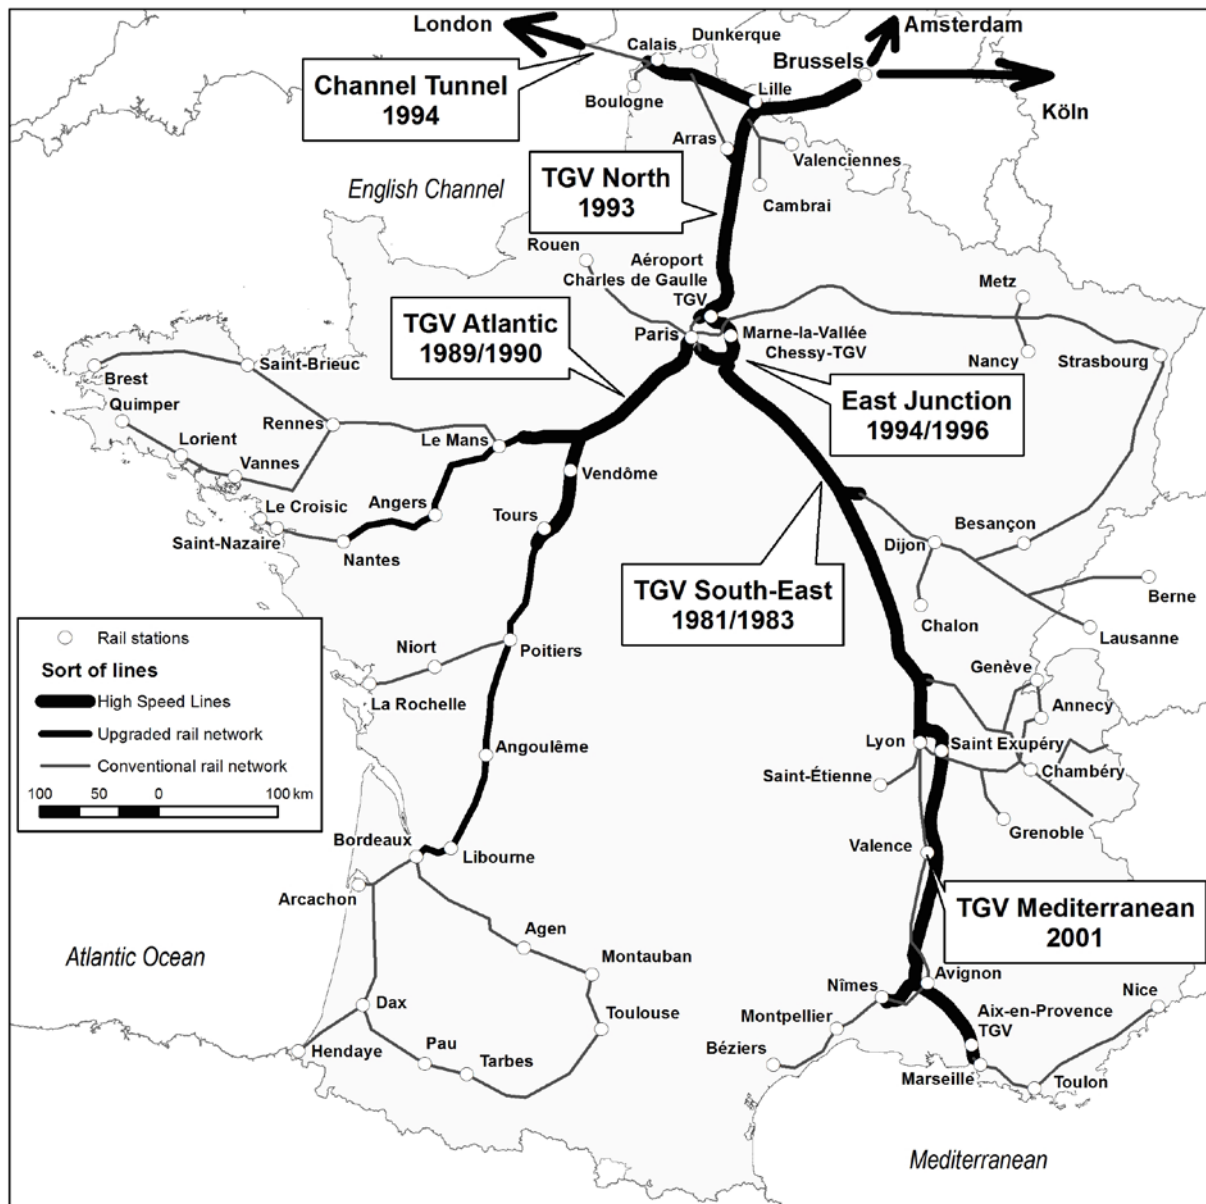 London
Amsterdam
Dunkerque
Calais
Brussels
Channel Tunnel
1994
Boulogne
Lille
Köln
Arras
Valenciennes
TGV North
1993
English Channel
Cambrai
Rouen
Aéroport
Charles de Gaulle
TGV
Metz
TGV Atlantic
1989/1990
Paris
Marne-la-Vallée
Chessy-TGV
Nancy
Strasbourg
Saint-Brieuc
Brest
Quimper
East Junction
1994/1996
Rennes
Le Mans
Lorient
Vannes
Vendôme
Le Croisic
Angers
Tours
Besançon
Saint-Nazaire
Nantes
Dijon
TGV South-East
1981/1983
Berne
Chalon
Lausanne
Rail stations
Sort of lines
High Speed Lines
Upgraded rail network
Conventional rail network
100 50 0 100 km
Niort
Poitiers
La Rochelle
Genève
Annecy
Angoulême
Lyon
Saint Exupéry
Saint-Étienne
Chambéry
Grenoble
Bordeaux
Libourne
Valence
Arcachon
TGV Mediterranean
2001
Agen
Atlantic Ocean
Montauban
Avignon
Nîmes
Dax
Toulouse
Montpellier
Aix-en-Provence
TGV
Nice
Hendaye
Pau
Tarbes
Béziers
Marseille
Toulon
Mediterranean